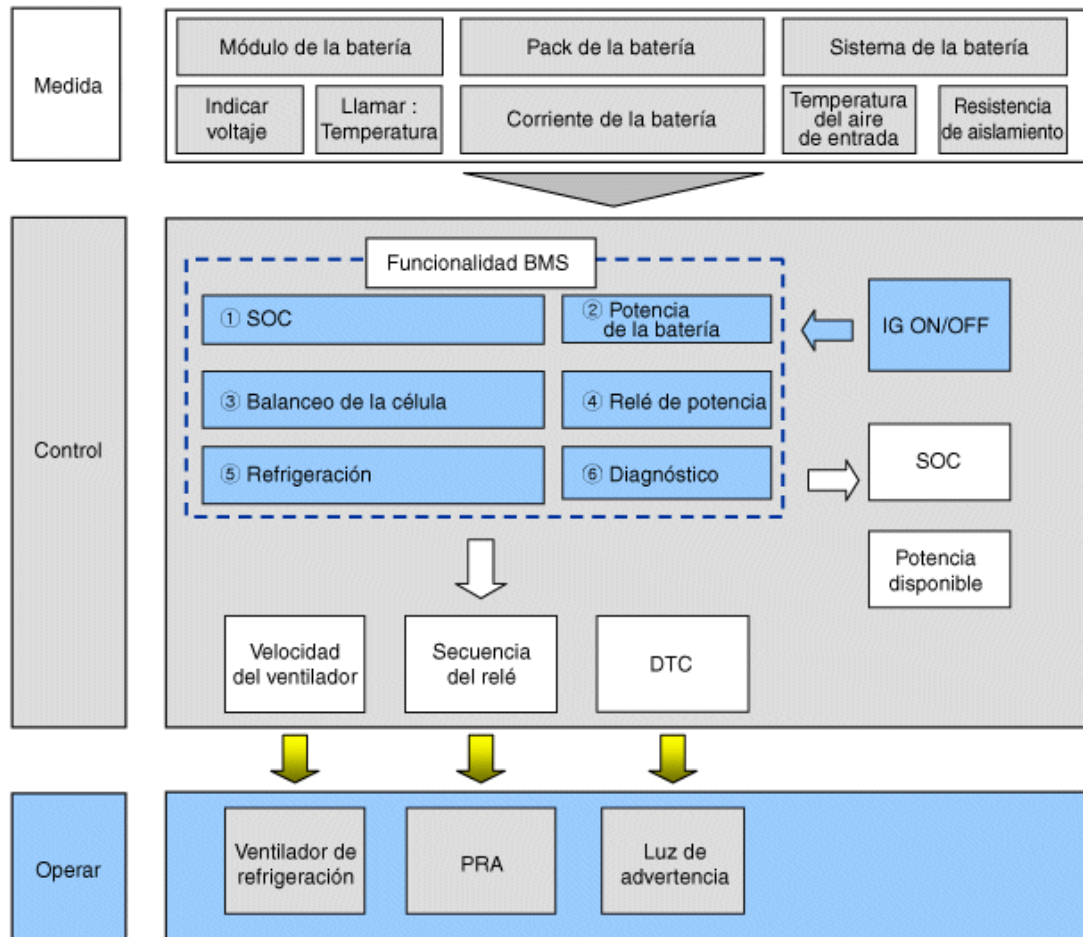 Módulo de la batería
Pack de la batería
Sistema de la batería
Medida
Indicar
voltaje
Llamar :
Temperatura
Corriente de la batería
Temperatura
del aire
de entrada
Resistencia
de aislamiento
Control
Funcionalidad BMS
① SOC
② Potencia
de la batería
IG ON/OFF
③ Balanceo de la célula
④ Relé de potencia
⑤ Refrigeración
⑥ Diagnóstico
SOC
Potencia
disponible
Velocidad
del ventilador
Secuencia
del relé
DTC
Operar
Ventilador de
refrigeración
PRA
Luz de
advertencia